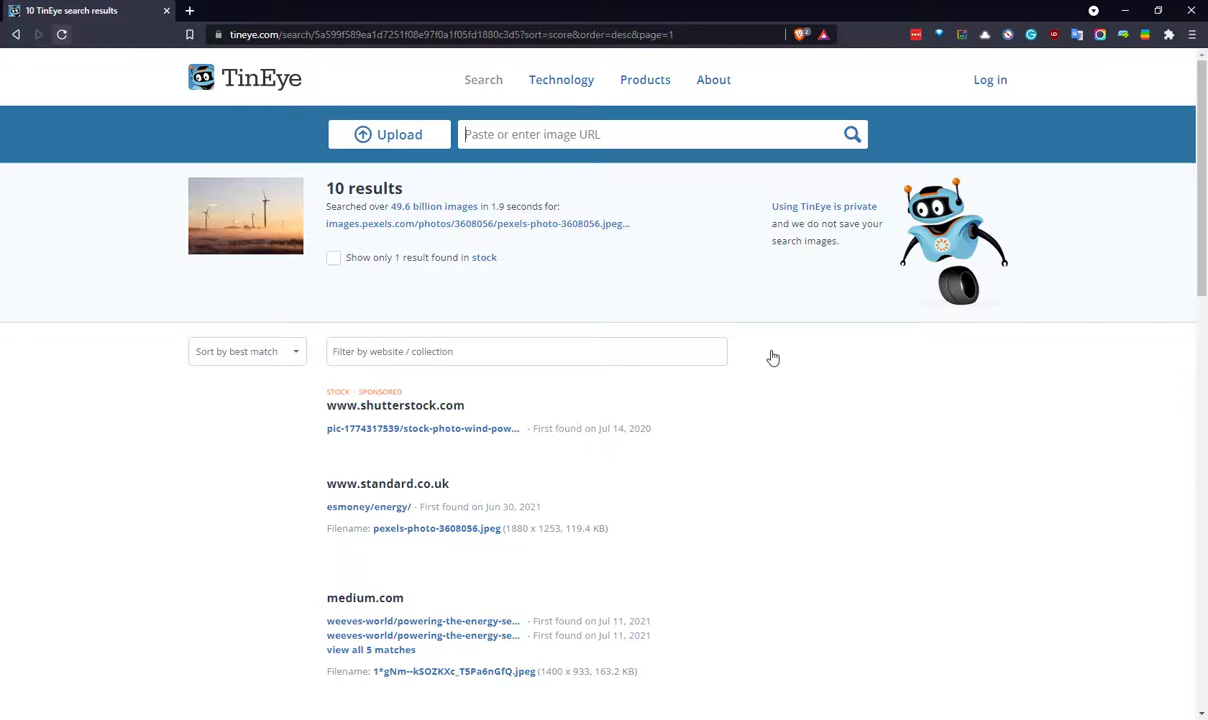 10 TinEye search results
tineye.com/search/5a599f589ea1d7251f08e97f0a1f05fd1880c3d5?sort=score&order=desc&page=1
TinEye
Search Technology Products About Log in
Upload Paste or enter image URL
10 results
Searched over 49.6 billion images in 1.9 seconds for:
images.pexels.com/photos/3608056/pexels-photo-3608056.jpeg...
Show only 1 result found in stock
Using TinEye is private
and we do not save your
search images.
Sort by best match Filter by website / collection
STOCK - SPONSORED
www.shutterstock.com
pic-1774317539/stock-photo-wind-pow... - First found on Jul 14, 2020
www.standard.co.uk
esmoney/energy/ - First found on Jun 30, 2021
Filename: pexels-photo-3608056.jpeg (1880 x 1253, 119.4 KB)
medium.com
weeves-world/powering-the-energy-se... - First found on Jul 11, 2021
weeves-world/powering-the-energy-se... - First found on Jul 11, 2021
view all 5 matches
Filename: 1*gNm--kSOZKXc_T5Pa6nGfQ.jpeg (1400 x 933, 163.2 KB)